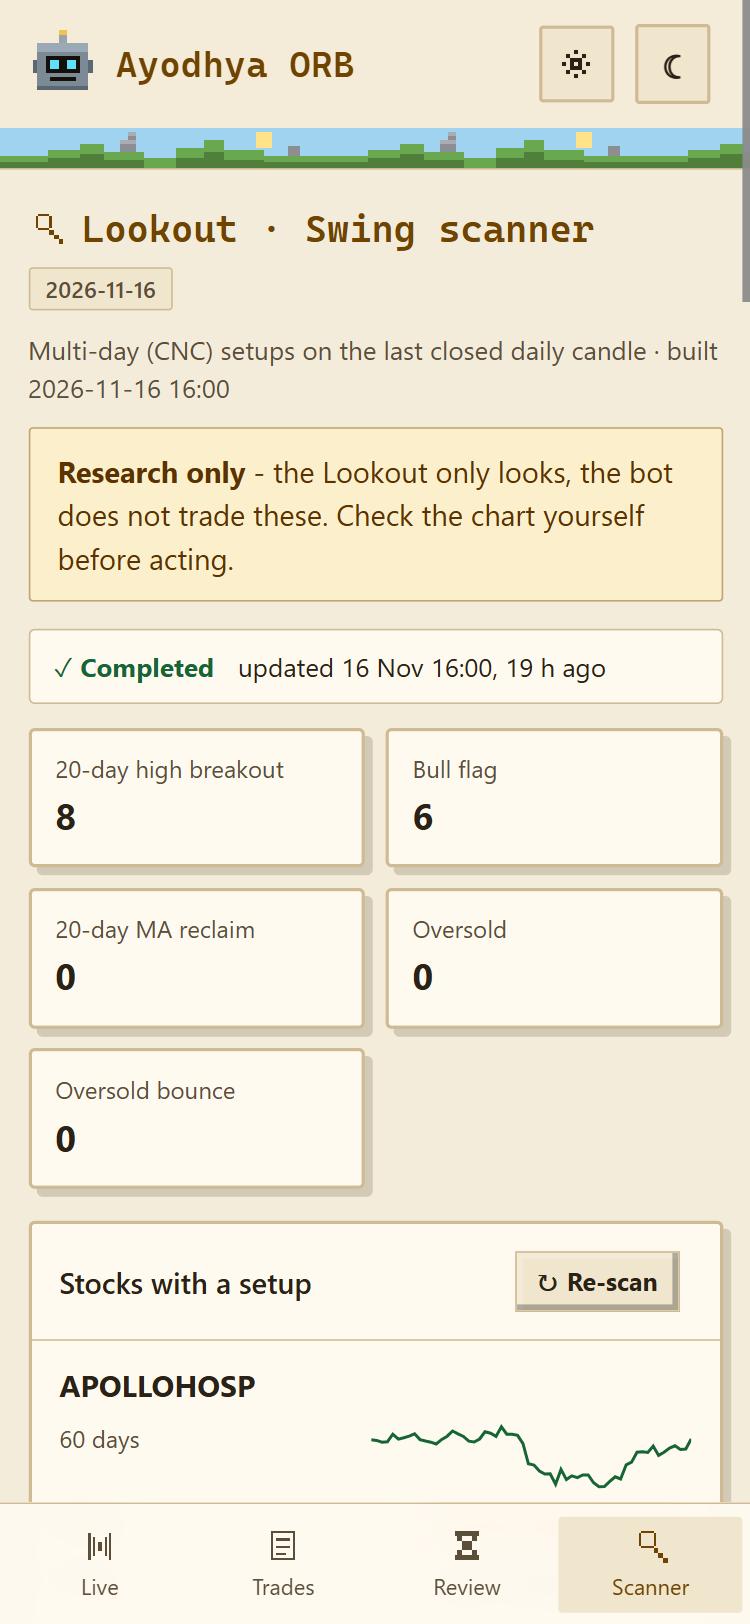 Ayodhya ORB
Lookout · Swing scanner
2026-11-16
Multi-day (CNC) setups on the last closed daily candle · built
2026-11-16 16:00
Research only - the Lookout only looks, the bot
does not trade these. Check the chart yourself
before acting.
✓ Completed updated 16 Nov 16:00, 19 h ago
20-day high breakout
8
Bull flag
6
20-day MA reclaim
0
Oversold
0
Oversold bounce
0
Stocks with a setup
↻ Re-scan
APOLLOHOSP
60 days
Live
Trades
Review
Scanner